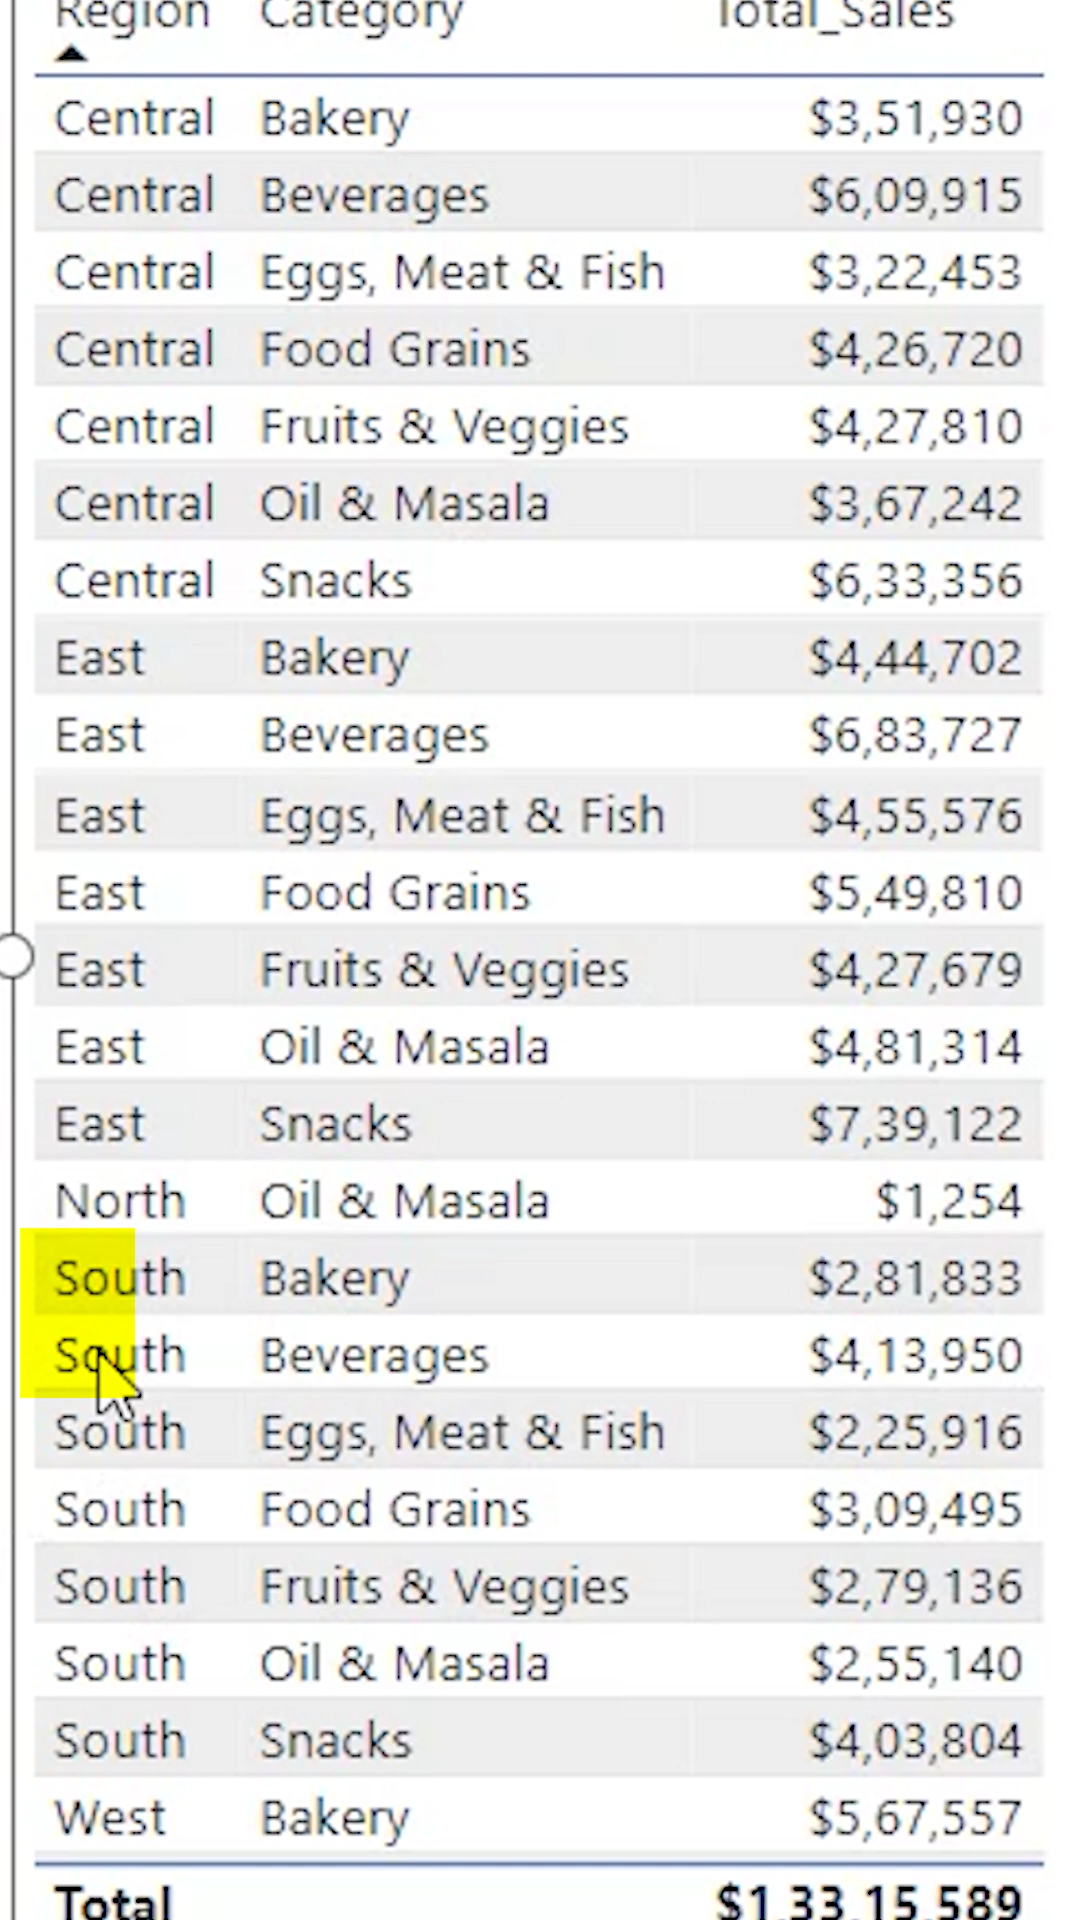 Region Category Total_Sales
Central Bakery $3,51,930
Central Beverages $6,09,915
Central Eggs, Meat & Fish $3,22,453
Central Food Grains $4,26,720
Central Fruits & Veggies $4,27,810
Central Oil & Masala $3,67,242
Central Snacks $6,33,356
East Bakery $4,44,702
East Beverages $6,83,727
East Eggs, Meat & Fish $4,55,576
East Food Grains $5,49,810
East Fruits & Veggies $4,27,679
East Oil & Masala $4,81,314
East Snacks $7,39,122
North Oil & Masala $1,254
South Bakery $2,81,833
South Beverages $4,13,950
South Eggs, Meat & Fish $2,25,916
South Food Grains $3,09,495
South Fruits & Veggies $2,79,136
South Oil & Masala $2,55,140
South Snacks $4,03,804
West Bakery $5,67,557
Total $1,33,15,589